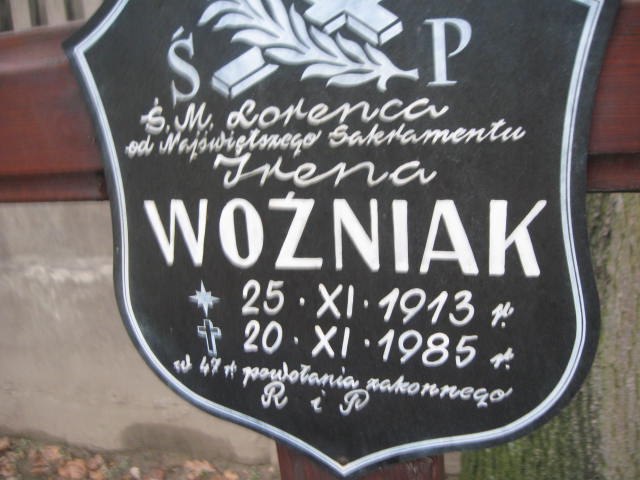 Ś P
Ś. M. Lorenca
od Najświętszego Sakramentu
Irena
WOŹNIAK
25 · XI · 1913 r.
20 · XI · 1985 r.
w 47 r. powołania zakonnego
R i P